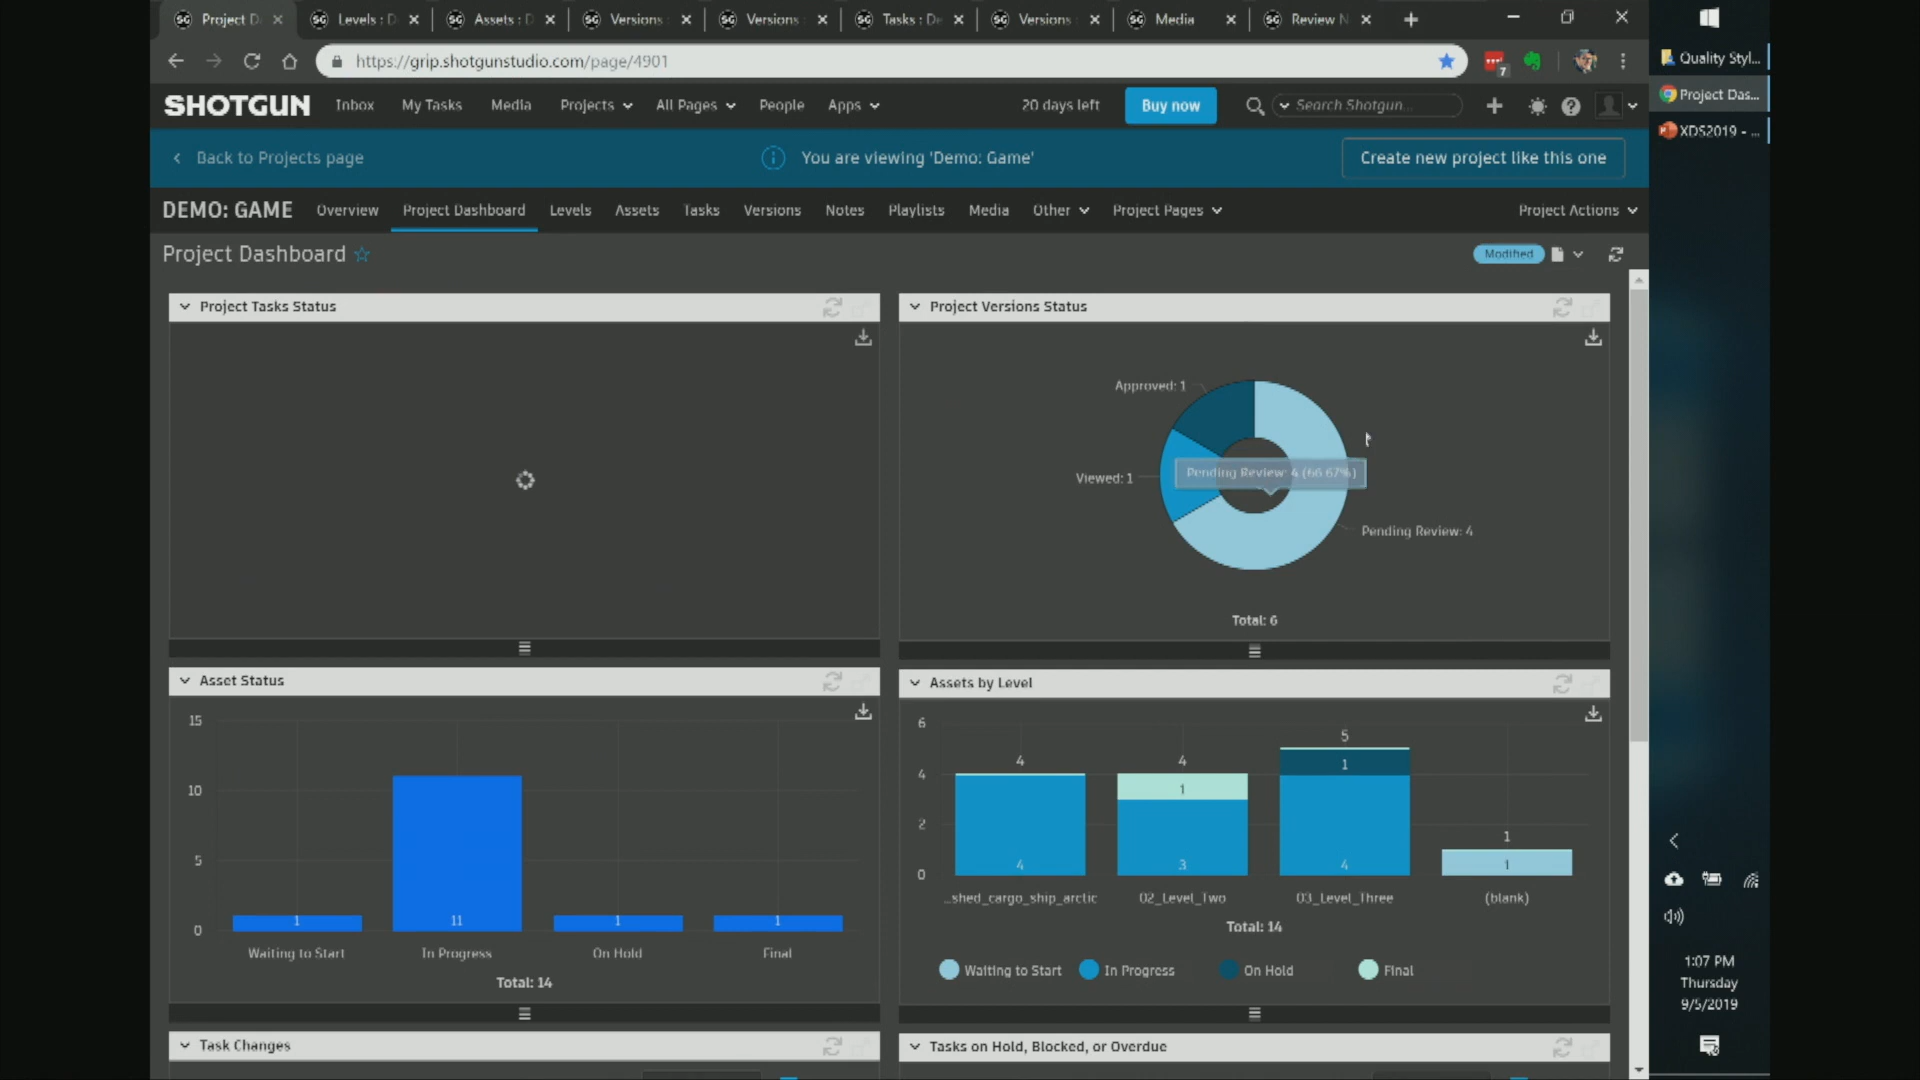 Project D
Levels : D
Assets : D
Versions
Versions
Tasks : De
Versions
Media
Review N
https://grip.shotgunstudio.com/page/4901
7
Quality Styl...
Project Das...
XDS2019 - ...
SHOTGUN
Inbox
My Tasks
Media
Projects
All Pages
People
Apps
20 days left
Buy now
Search Shotgun...
Back to Projects page
You are viewing 'Demo: Game'
Create new project like this one
DEMO: GAME
Overview
Project Dashboard
Levels
Assets
Tasks
Versions
Notes
Playlists
Media
Other
Project Pages
Project Actions
Project Dashboard
Modified
Project Tasks Status
Project Versions Status
Approved: 1
Viewed: 1
Pending Review: 4 (66.67%)
Pending Review: 4
Total: 6
Asset Status
15
10
5
0
1
11
1
1
Waiting to Start
In Progress
On Hold
Final
Total: 14
Assets by Level
6
4
2
0
4
4
5
1
1
1
4
3
4
1
...shed_cargo_ship_arctic
02_Level_Two
03_Level_Three
(blank)
Total: 14
Waiting to Start
In Progress
On Hold
Final
Task Changes
Tasks on Hold, Blocked, or Overdue
1:07 PM
Thursday
9/5/2019